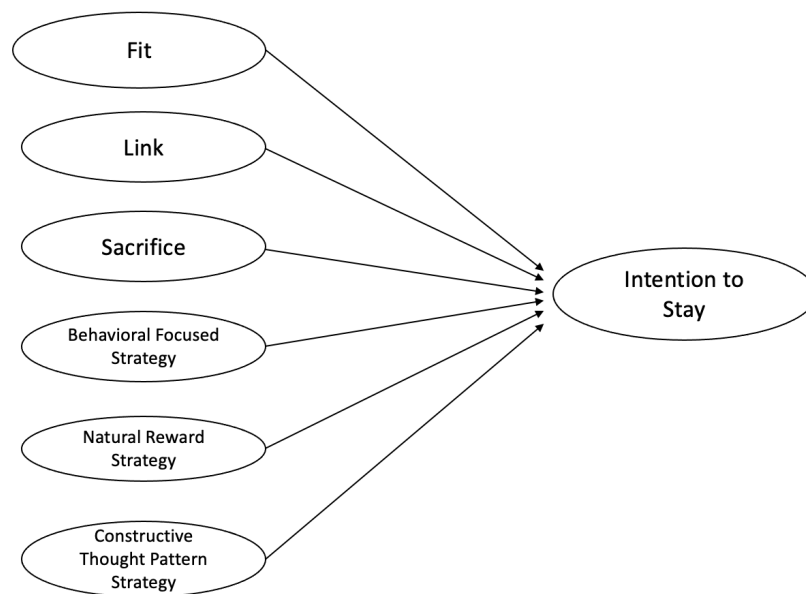 Fit
Link
Sacrifice
Behavioral Focused
Strategy
Natural Reward
Strategy
Constructive
Thought Pattern
Strategy
Intention to
Stay